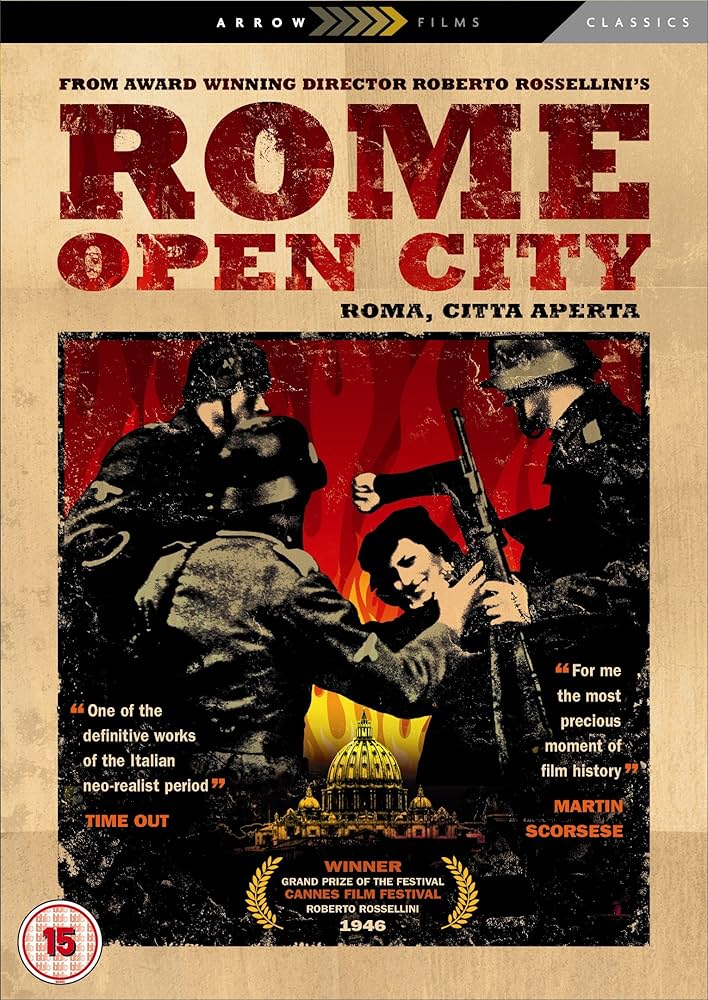 ARROW FILMS CLASSICS
FROM AWARD WINNING DIRECTOR ROBERTO ROSSELLINI'S
ROME
OPEN CITY
ROMA, CITTA APERTA
“One of the
definitive works
of the Italian
neo-realist period”
TIME OUT
“For me
the most
precious
moment of
film history”
MARTIN
SCORSESE
WINNER
GRAND PRIZE OF THE FESTIVAL
CANNES FILM FESTIVAL
ROBERTO ROSSELLINI
1946
15